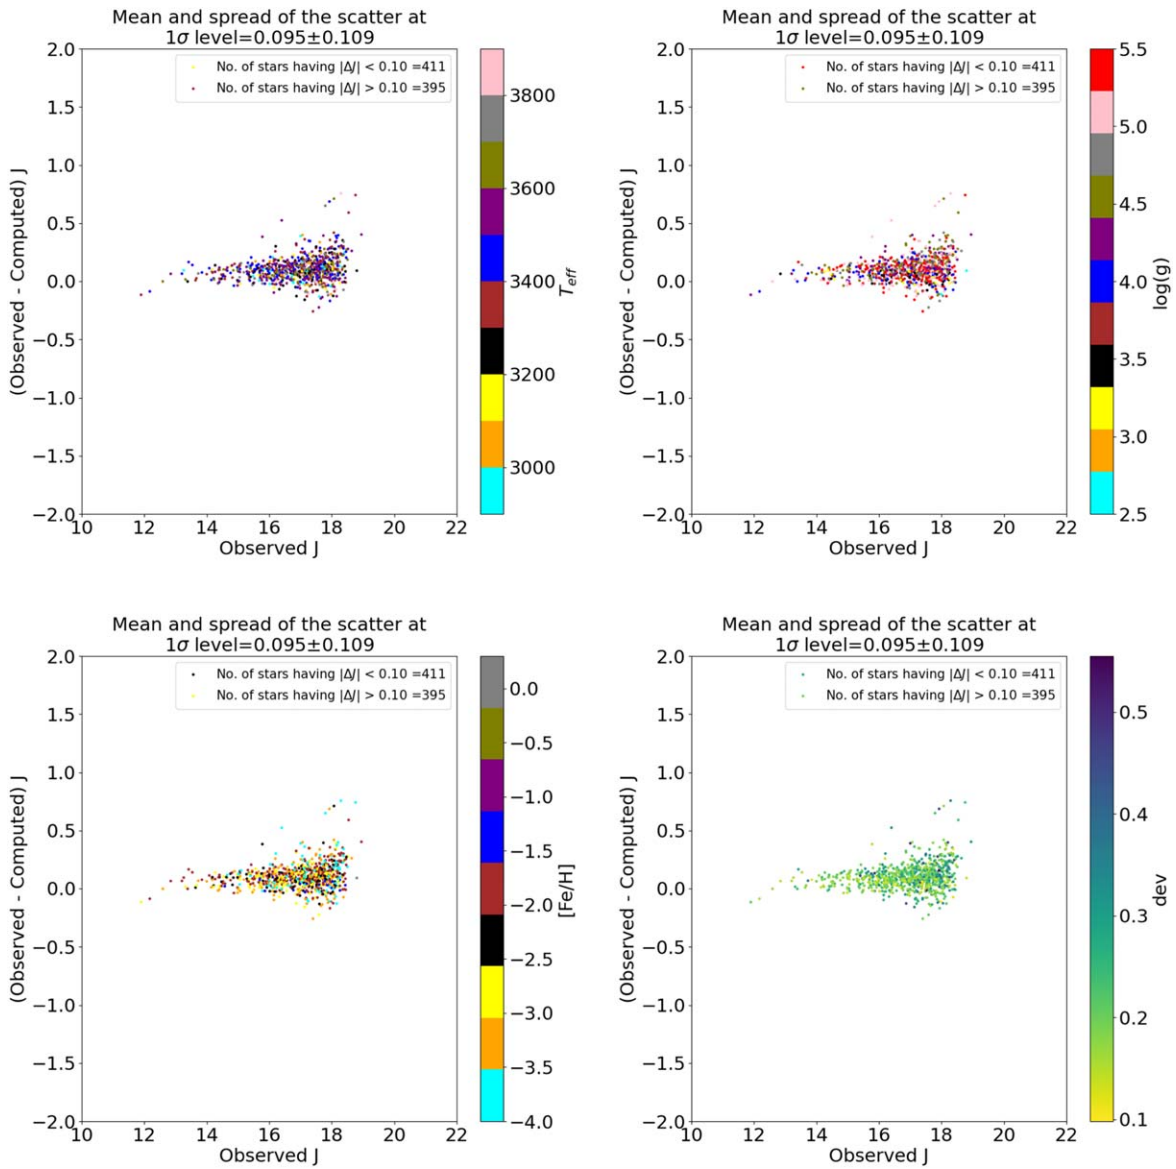 Mean and spread of the scatter at
1σ level=0.095±0.109
No. of stars having |ΔJ| < 0.10 =411
No. of stars having |ΔJ| > 0.10 =395
2.0
1.5
1.0
0.5
0.0
−0.5
−1.0
−1.5
−2.0
(Observed - Computed) J
10 12 14 16 18 20 22
Observed J
3800
3600
3400
3200
3000
T_eff
Mean and spread of the scatter at
1σ level=0.095±0.109
No. of stars having |ΔJ| < 0.10 =411
No. of stars having |ΔJ| > 0.10 =395
2.0
1.5
1.0
0.5
0.0
−0.5
−1.0
−1.5
−2.0
(Observed - Computed) J
10 12 14 16 18 20 22
Observed J
5.5
5.0
4.5
4.0
3.5
3.0
2.5
log(g)
Mean and spread of the scatter at
1σ level=0.095±0.109
No. of stars having |ΔJ| < 0.10 =411
No. of stars having |ΔJ| > 0.10 =395
2.0
1.5
1.0
0.5
0.0
−0.5
−1.0
−1.5
−2.0
(Observed - Computed) J
10 12 14 16 18 20 22
Observed J
0.0
−0.5
−1.0
−1.5
−2.0
−2.5
−3.0
−3.5
−4.0
[Fe/H]
Mean and spread of the scatter at
1σ level=0.095±0.109
No. of stars having |ΔJ| < 0.10 =411
No. of stars having |ΔJ| > 0.10 =395
2.0
1.5
1.0
0.5
0.0
−0.5
−1.0
−1.5
−2.0
(Observed - Computed) J
10 12 14 16 18 20 22
Observed J
0.5
0.4
0.3
0.2
0.1
dev